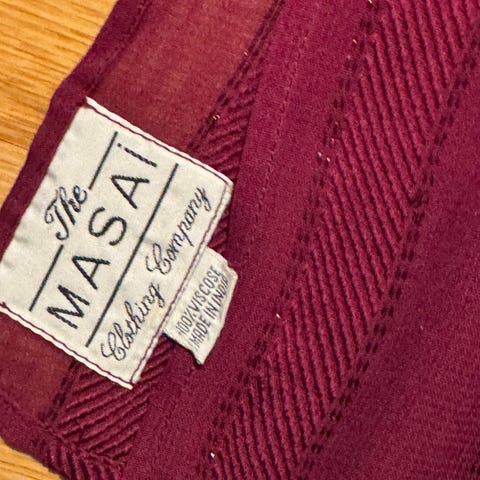 The
MASAi
Clothing Company
100% VISCOSE
MADE IN INDIA